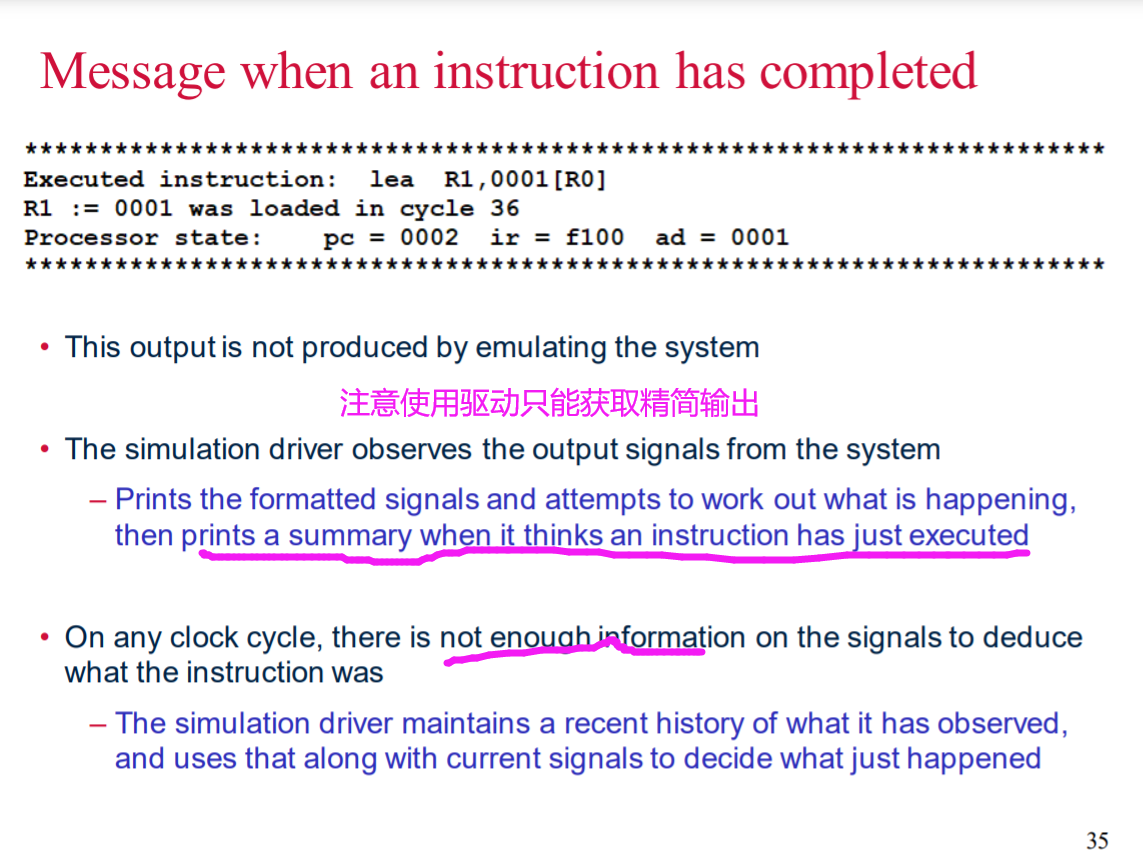 Message when an instruction has completed
************************************************************************
Executed instruction:  lea  R1,0001[R0]
R1 := 0001 was loaded in cycle 36
Processor state:    pc = 0002  ir = f100  ad = 0001
************************************************************************
• This output is not produced by emulating the system
注意使用驱动只能获取精简输出
• The simulation driver observes the output signals from the system
– Prints the formatted signals and attempts to work out what is happening,
then prints a summary when it thinks an instruction has just executed
• On any clock cycle, there is not enough information on the signals to deduce
what the instruction was
– The simulation driver maintains a recent history of what it has observed,
and uses that along with current signals to decide what just happened
35